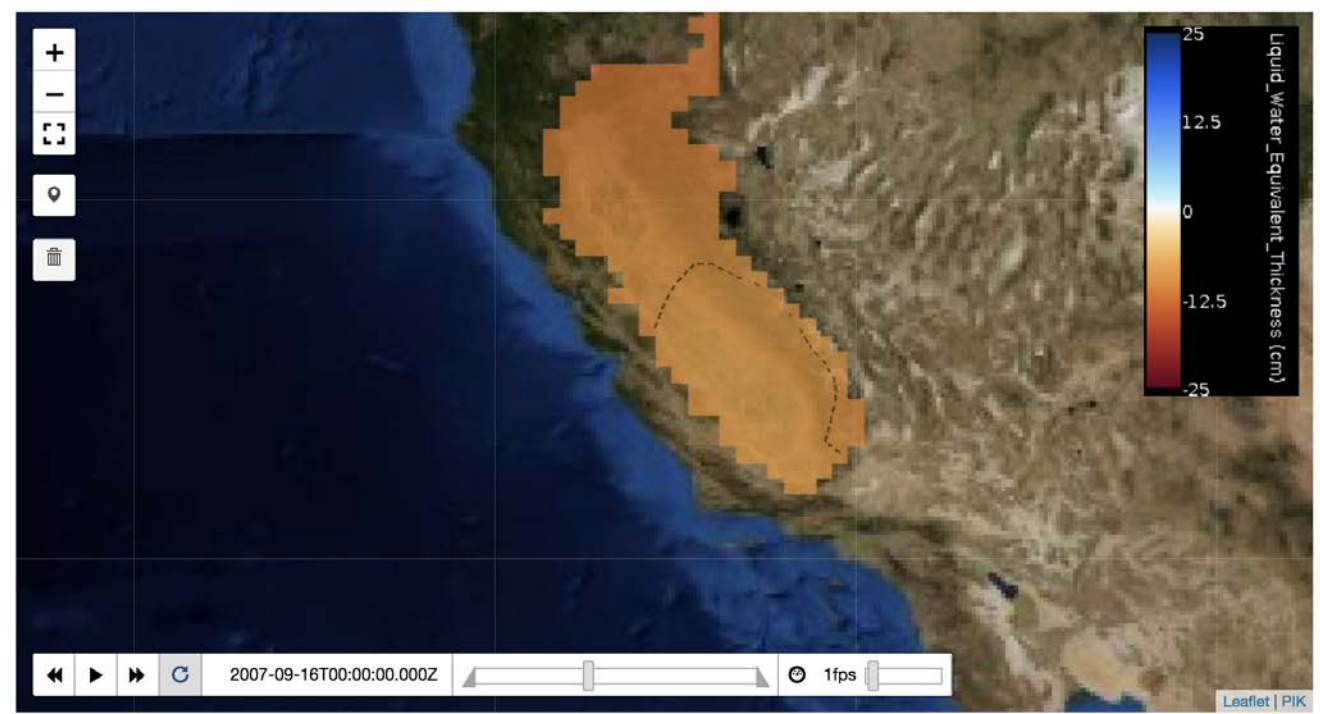 +
−
25
12.5
0
-12.5
-25
Liquid_Water_Equivalent_Thickness (cm)
2007-09-16T00:00:00.000Z
1fps
Leaflet | PIK